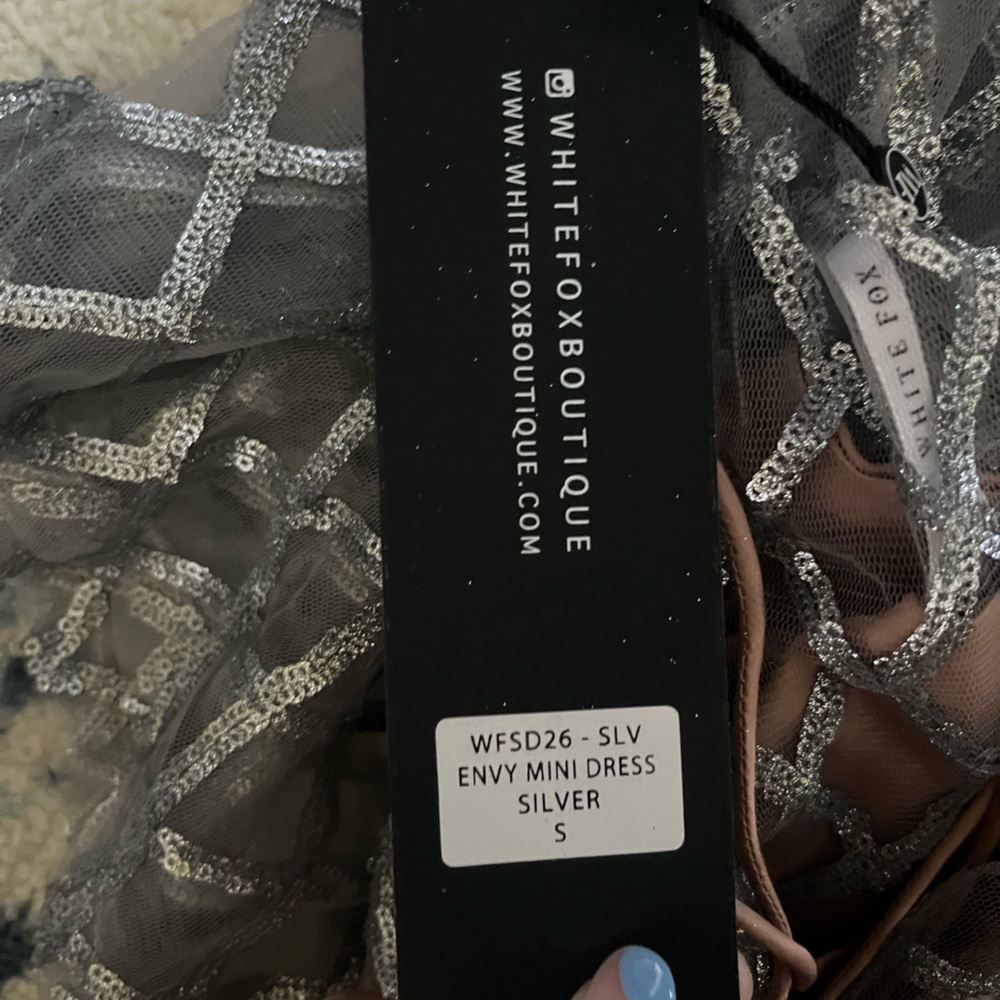 WHITEFOXBOUTIQUE
WWW.WHITEFOXBOUTIQUE.COM
WFSD26 - SLV
ENVY MINI DRESS
SILVER
S
WHITE FOX